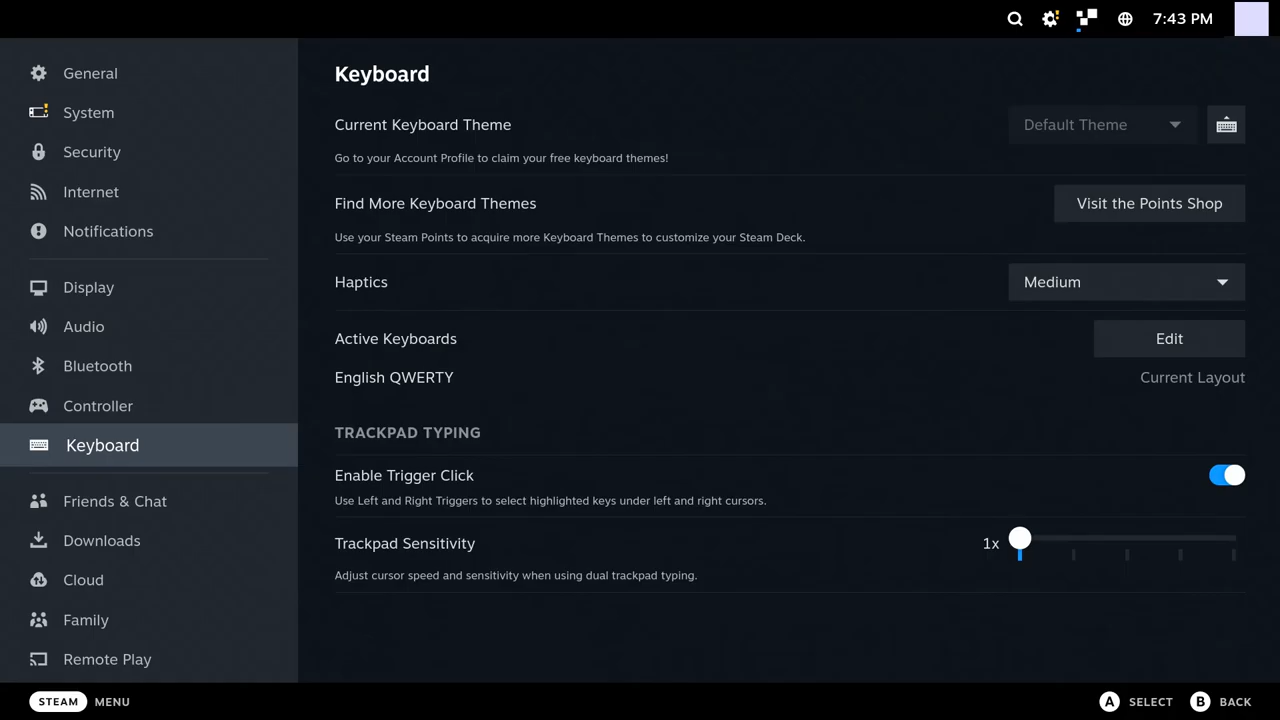 7:43 PM
General
System
Security
Internet
Notifications
Display
Audio
Bluetooth
Controller
Keyboard
Friends & Chat
Downloads
Cloud
Family
Remote Play
Keyboard
Current Keyboard Theme
Default Theme
Go to your Account Profile to claim your free keyboard themes!
Find More Keyboard Themes
Visit the Points Shop
Use your Steam Points to acquire more Keyboard Themes to customize your Steam Deck.
Haptics
Medium
Active Keyboards
Edit
English QWERTY
Current Layout
TRACKPAD TYPING
Enable Trigger Click
Use Left and Right Triggers to select highlighted keys under left and right cursors.
Trackpad Sensitivity
1x
Adjust cursor speed and sensitivity when using dual trackpad typing.
STEAM MENU
A SELECT B BACK